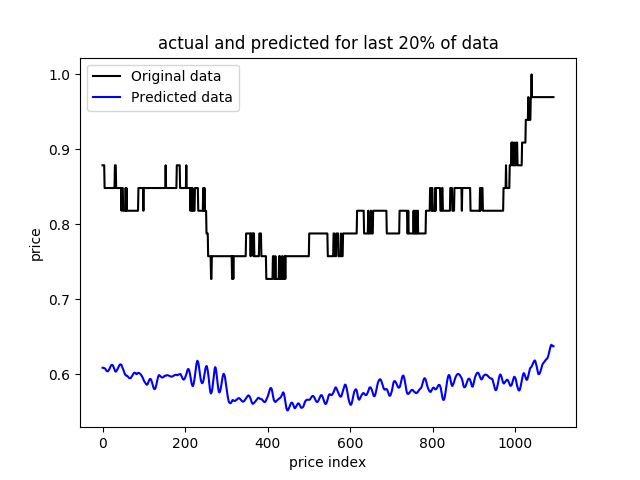 actual and predicted for last 20% of data
Original data
Predicted data
1.0
0.9
0.8
0.7
0.6
price
0 200 400 600 800 1000
price index